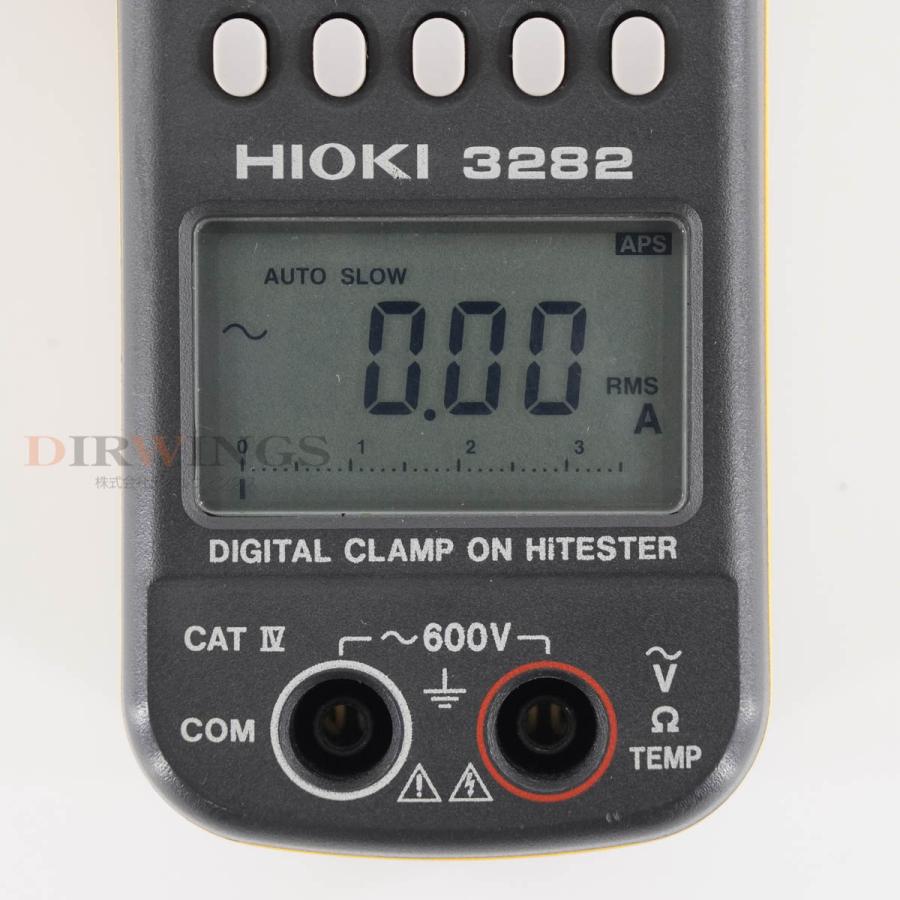 HIOKI 3282
APS
AUTO SLOW
~ 0.00 RMS A
DIRWINGS
0 1 2 3
株式会社
DIGITAL CLAMP ON HiTESTER
CAT IV
~600V
~
V
COM
Ω
TEMP